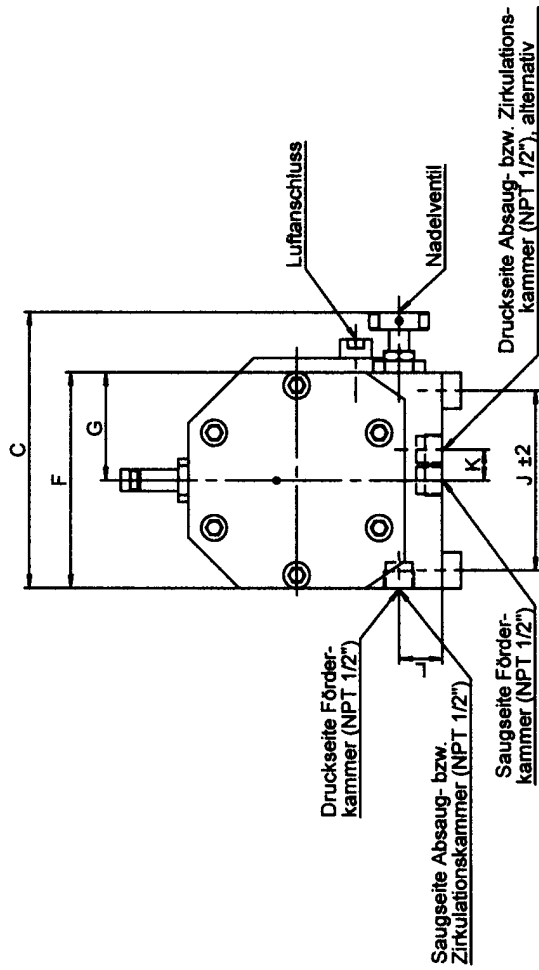 C
F
G
Luftanschluss
Nadelventil
Druckseite Absaug- bzw. Zirkulations-
kammer (NPT 1/2"), alternativ
K
J ±2
L
Druckseite Förder-
kammer (NPT 1/2")
Saugseite Absaug- bzw.
Zirkulationskammer (NPT 1/2")
Saugseite Förder-
kammer (NPT 1/2")